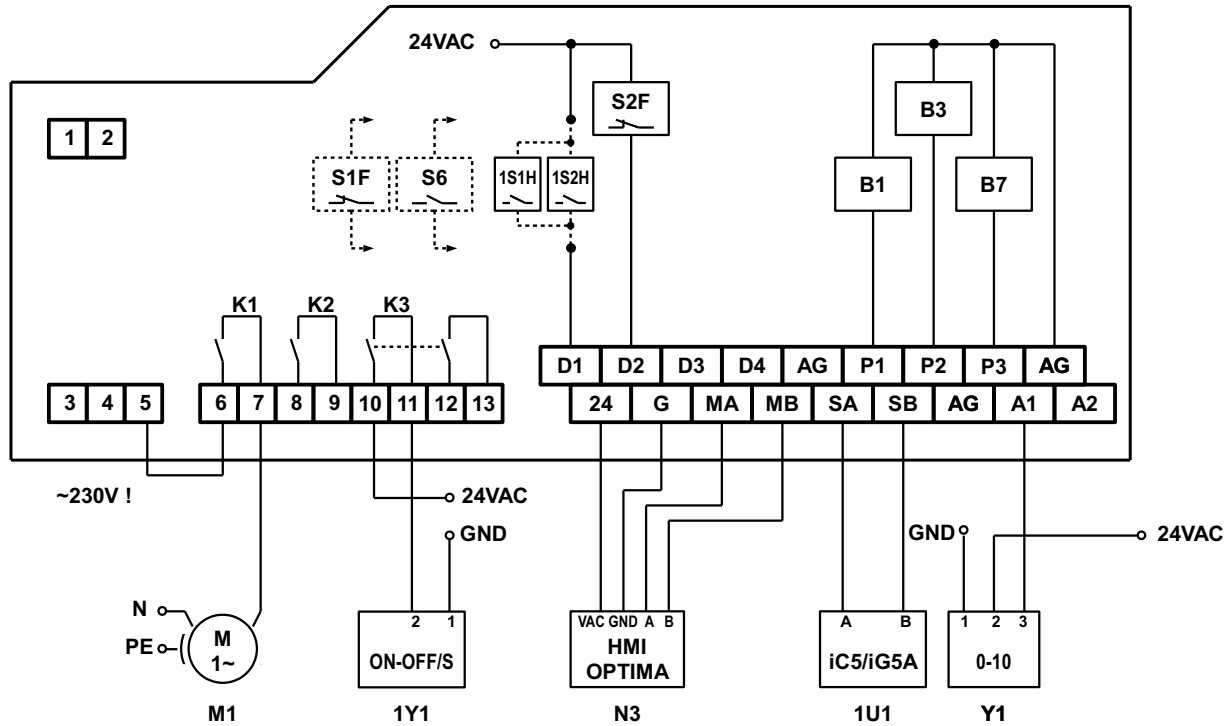 24VAC
S2F
B3
1 2
S1F S6 1S1H 1S2H B1 B7
K1 K2 K3
D1 D2 D3 D4 AG P1 P2 P3 AG
3 4 5 6 7 8 9 10 11 12 13 24 G MA MB SA SB AG A1 A2
~230V !
24VAC
GND
GND
24VAC
N
PE
M
1~
2 1
ON-OFF/S
VAC GND A B
HMI
OPTIMA
A B
iC5/iG5A
1 2 3
0-10
M1 1Y1 N3 1U1 Y1